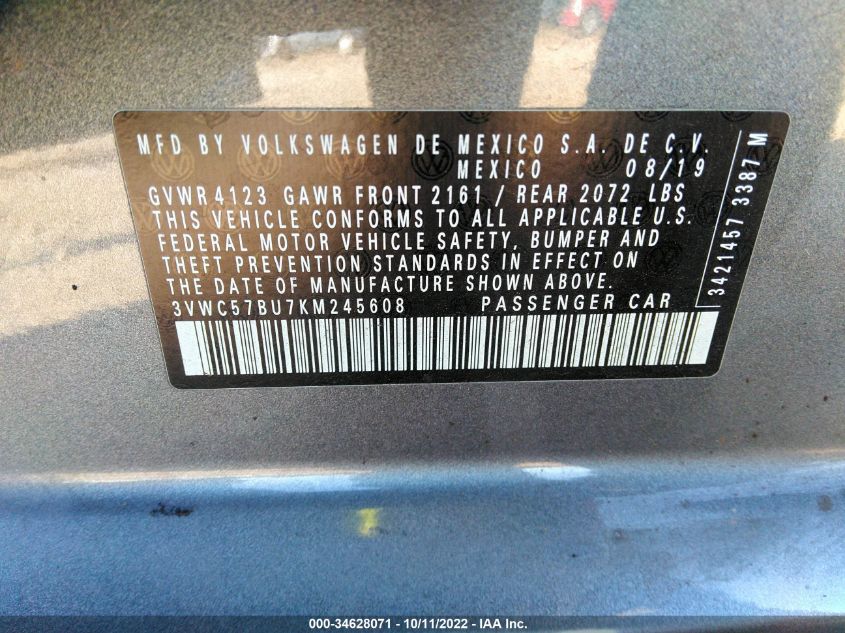 MFD BY VOLKSWAGEN DE MEXICO S.A. DE C.V.
MEXICO 08/19
GVWR 4123 GAWR FRONT 2161 / REAR 2072 LBS
THIS VEHICLE CONFORMS TO ALL APPLICABLE U.S.
FEDERAL MOTOR VEHICLE SAFETY, BUMPER AND
THEFT PREVENTION STANDARDS IN EFFECT ON
THE DATE OF MANUFACTURE SHOWN ABOVE.
3VWC57BU7KM245608 PASSENGER CAR
3421457 3387 M
000-34628071 - 10/11/2022 - IAA Inc.